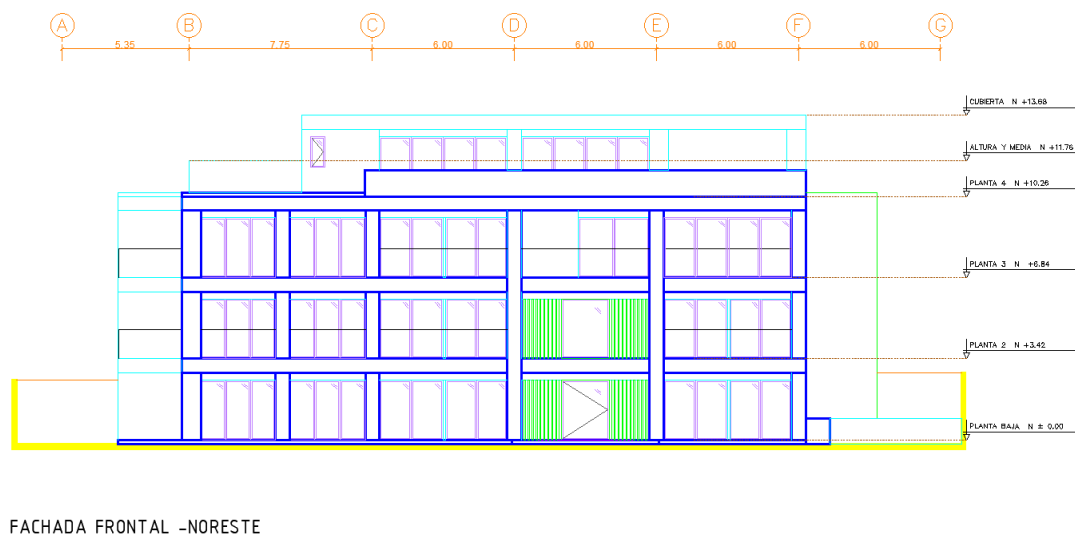 A B C D E F G
5.35 7.75 6.00 6.00 6.00 6.00
CUBIERTA N +13.68
ALTURA Y MEDIA N +11.76
PLANTA 4 N +10.26
PLANTA 3 N +6.84
PLANTA 2 N +3.42
PLANTA BAJA N ± 0.00
FACHADA FRONTAL -NORESTE